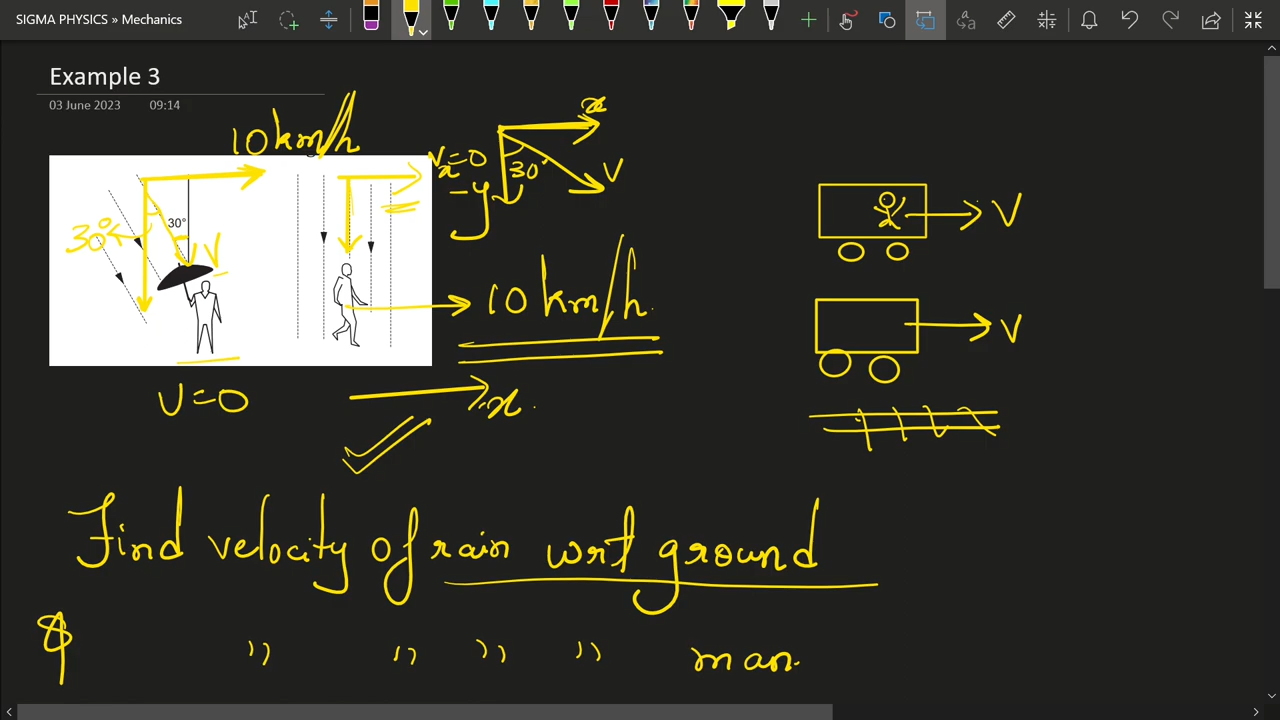 SIGMA PHYSICS » Mechanics
Example 3
03 June 2023 09:14
10 km/h
x
Vx=0
30°
V
-y
30°
30°
V
V
10 km/h.
V
V=0
x.
Find velocity of rain wrt ground
& " " " " man.